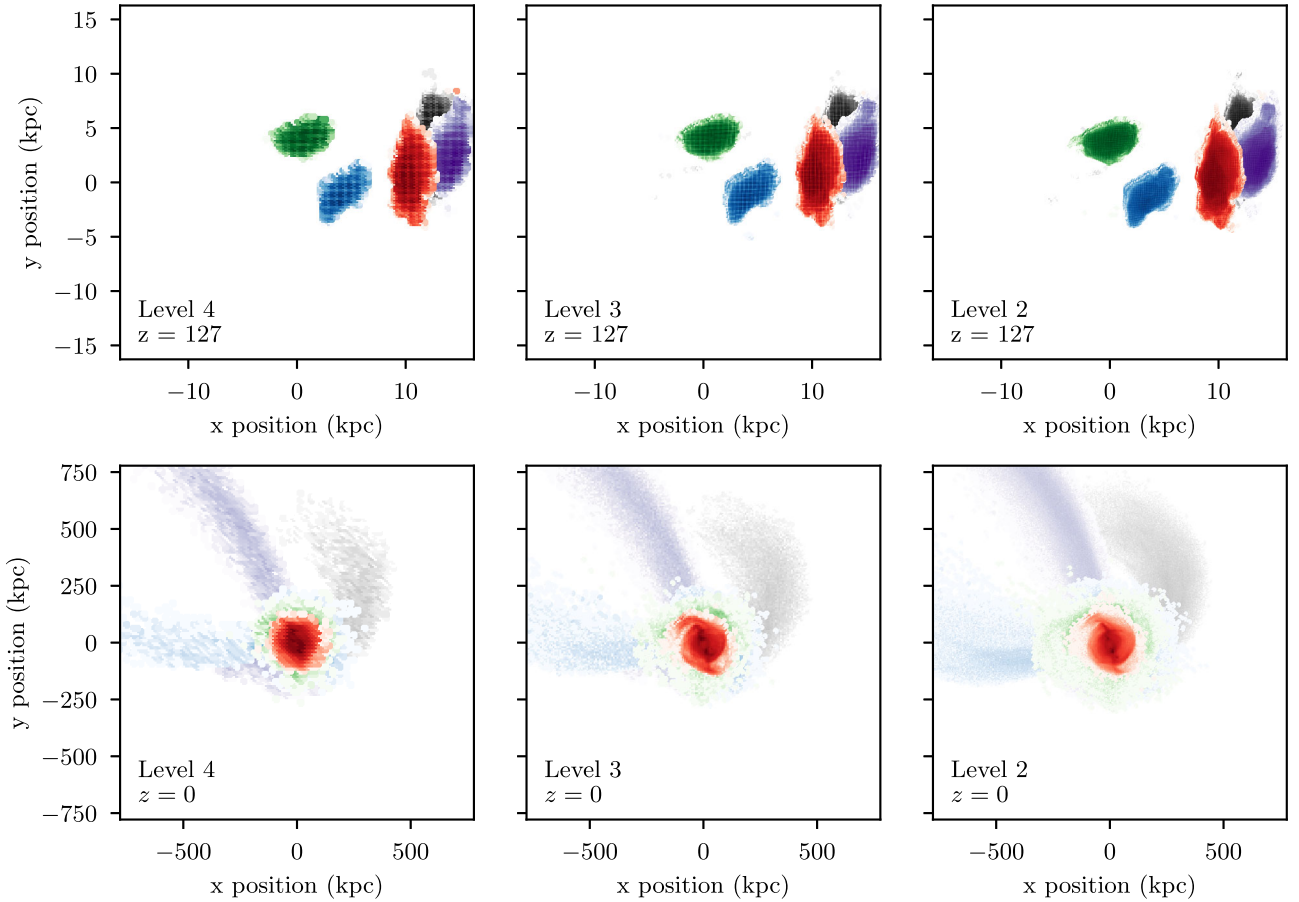 15
10
5
0
−5
−10
−15
y position (kpc)
Level 4
z = 127
Level 3
z = 127
Level 2
z = 127
−10 0 10
−10 0 10
−10 0 10
x position (kpc)
x position (kpc)
x position (kpc)
750
500
250
0
−250
−500
−750
y position (kpc)
Level 4
z = 0
Level 3
z = 0
Level 2
z = 0
−500 0 500
−500 0 500
−500 0 500
x position (kpc)
x position (kpc)
x position (kpc)